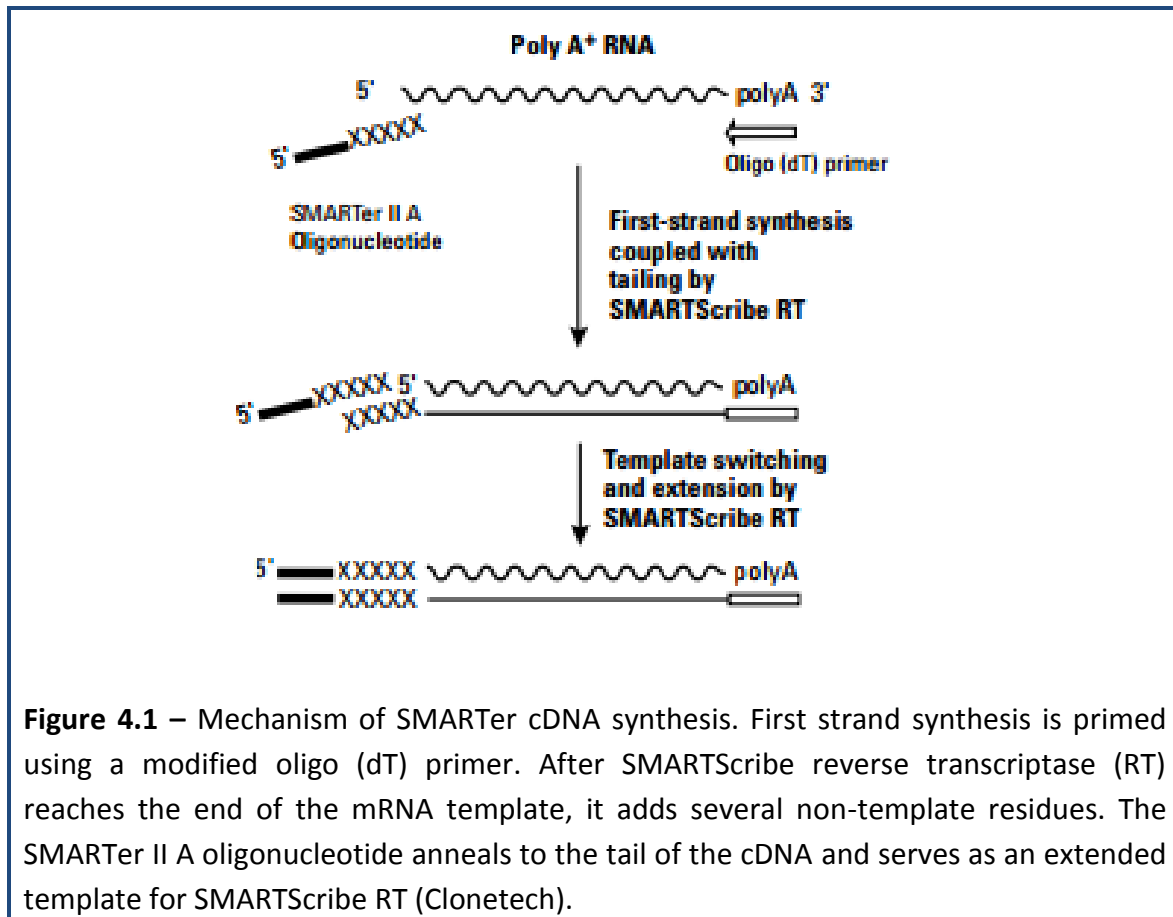 Poly A+ RNA
5' polyA 3'
XXXXX
5'
Oligo (dT) primer
SMARTer II A
Oligonucleotide
First-strand synthesis
coupled with
tailing by
SMARTScribe RT
XXXXX 5' polyA
5' XXXXX
Template switching
and extension by
SMARTScribe RT
5' XXXXX polyA
XXXXX
Figure 4.1 – Mechanism of SMARTer cDNA synthesis. First strand synthesis is primed
using a modified oligo (dT) primer. After SMARTScribe reverse transcriptase (RT)
reaches the end of the mRNA template, it adds several non-template residues. The
SMARTer II A oligonucleotide anneals to the tail of the cDNA and serves as an extended
template for SMARTScribe RT (Clonetech).